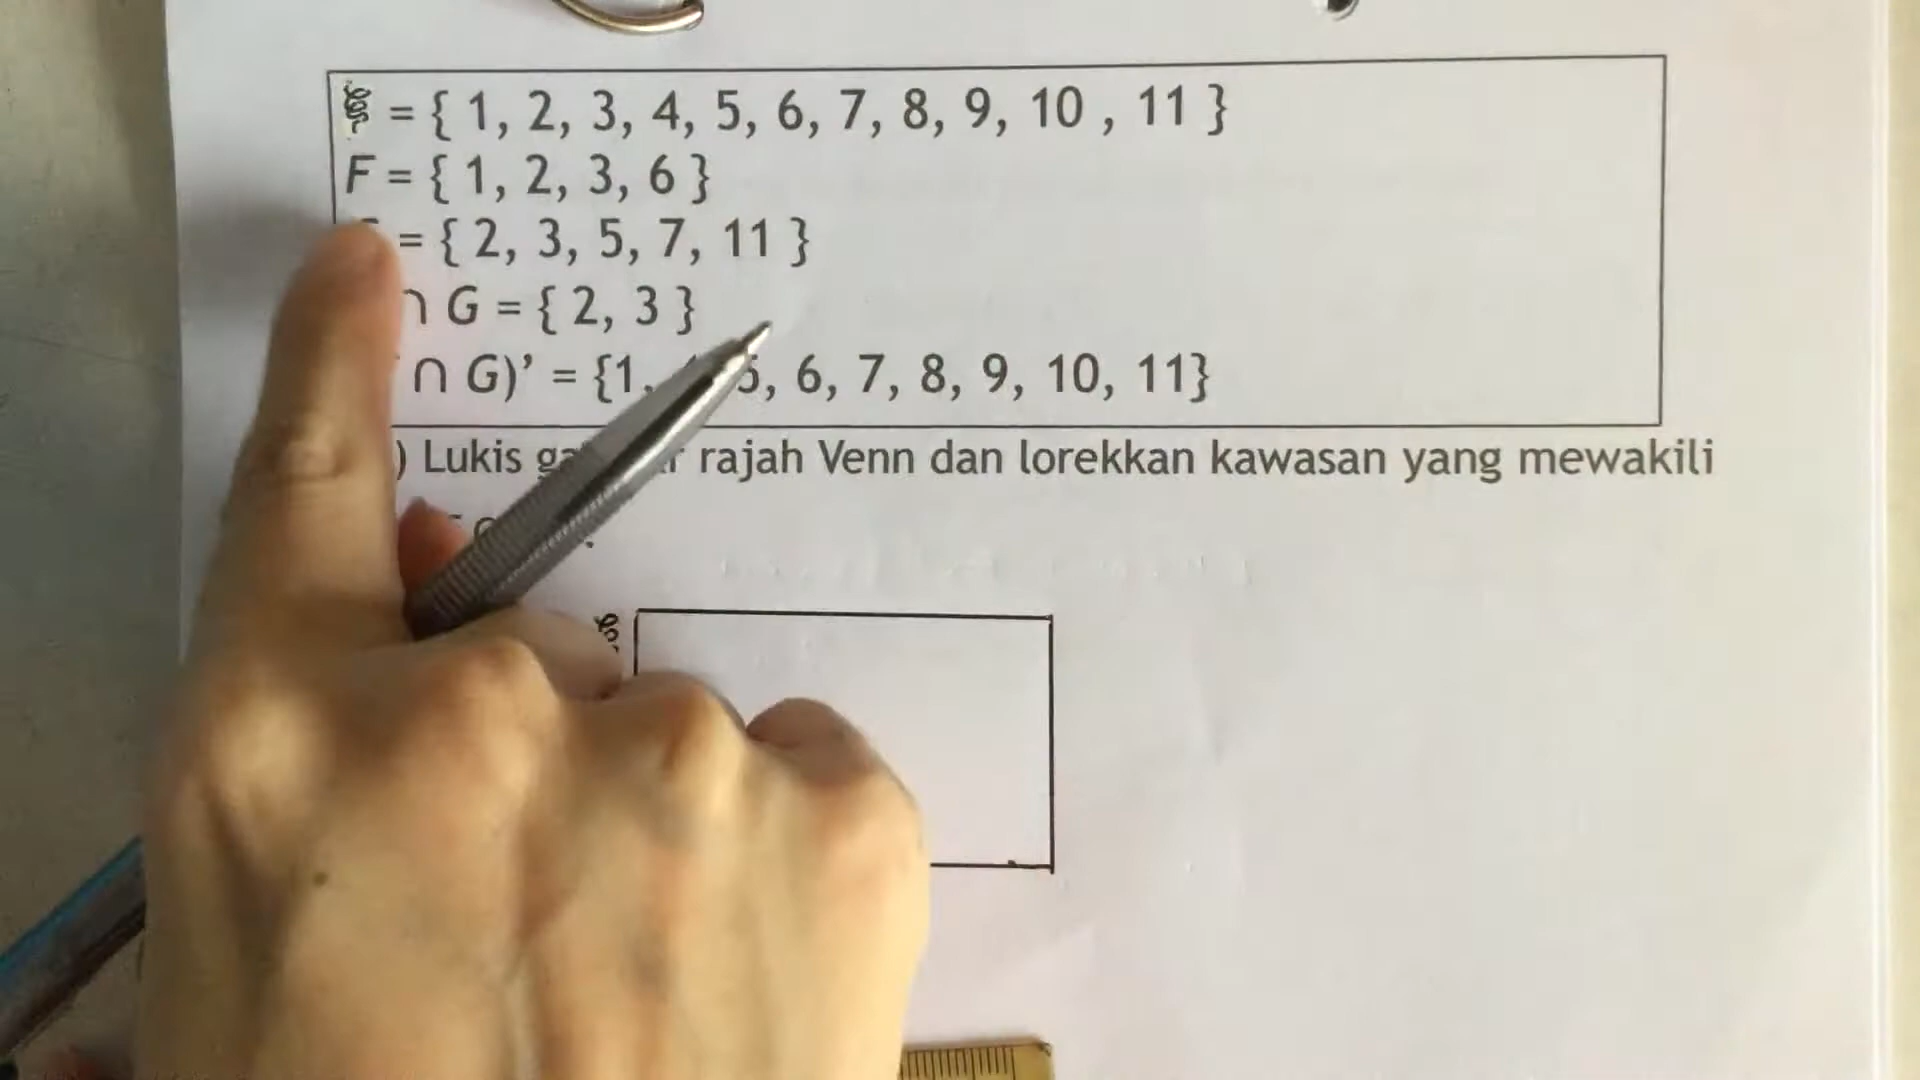 ξ = { 1, 2, 3, 4, 5, 6, 7, 8, 9, 10 , 11 }
F = { 1, 2, 3, 6 }
= { 2, 3, 5, 7, 11 }
∩ G = { 2, 3 }
∩ G)’ = {1, 5, 6, 7, 8, 9, 10, 11}
) Lukis rajah Venn dan lorekkan kawasan yang mewakili
ξ